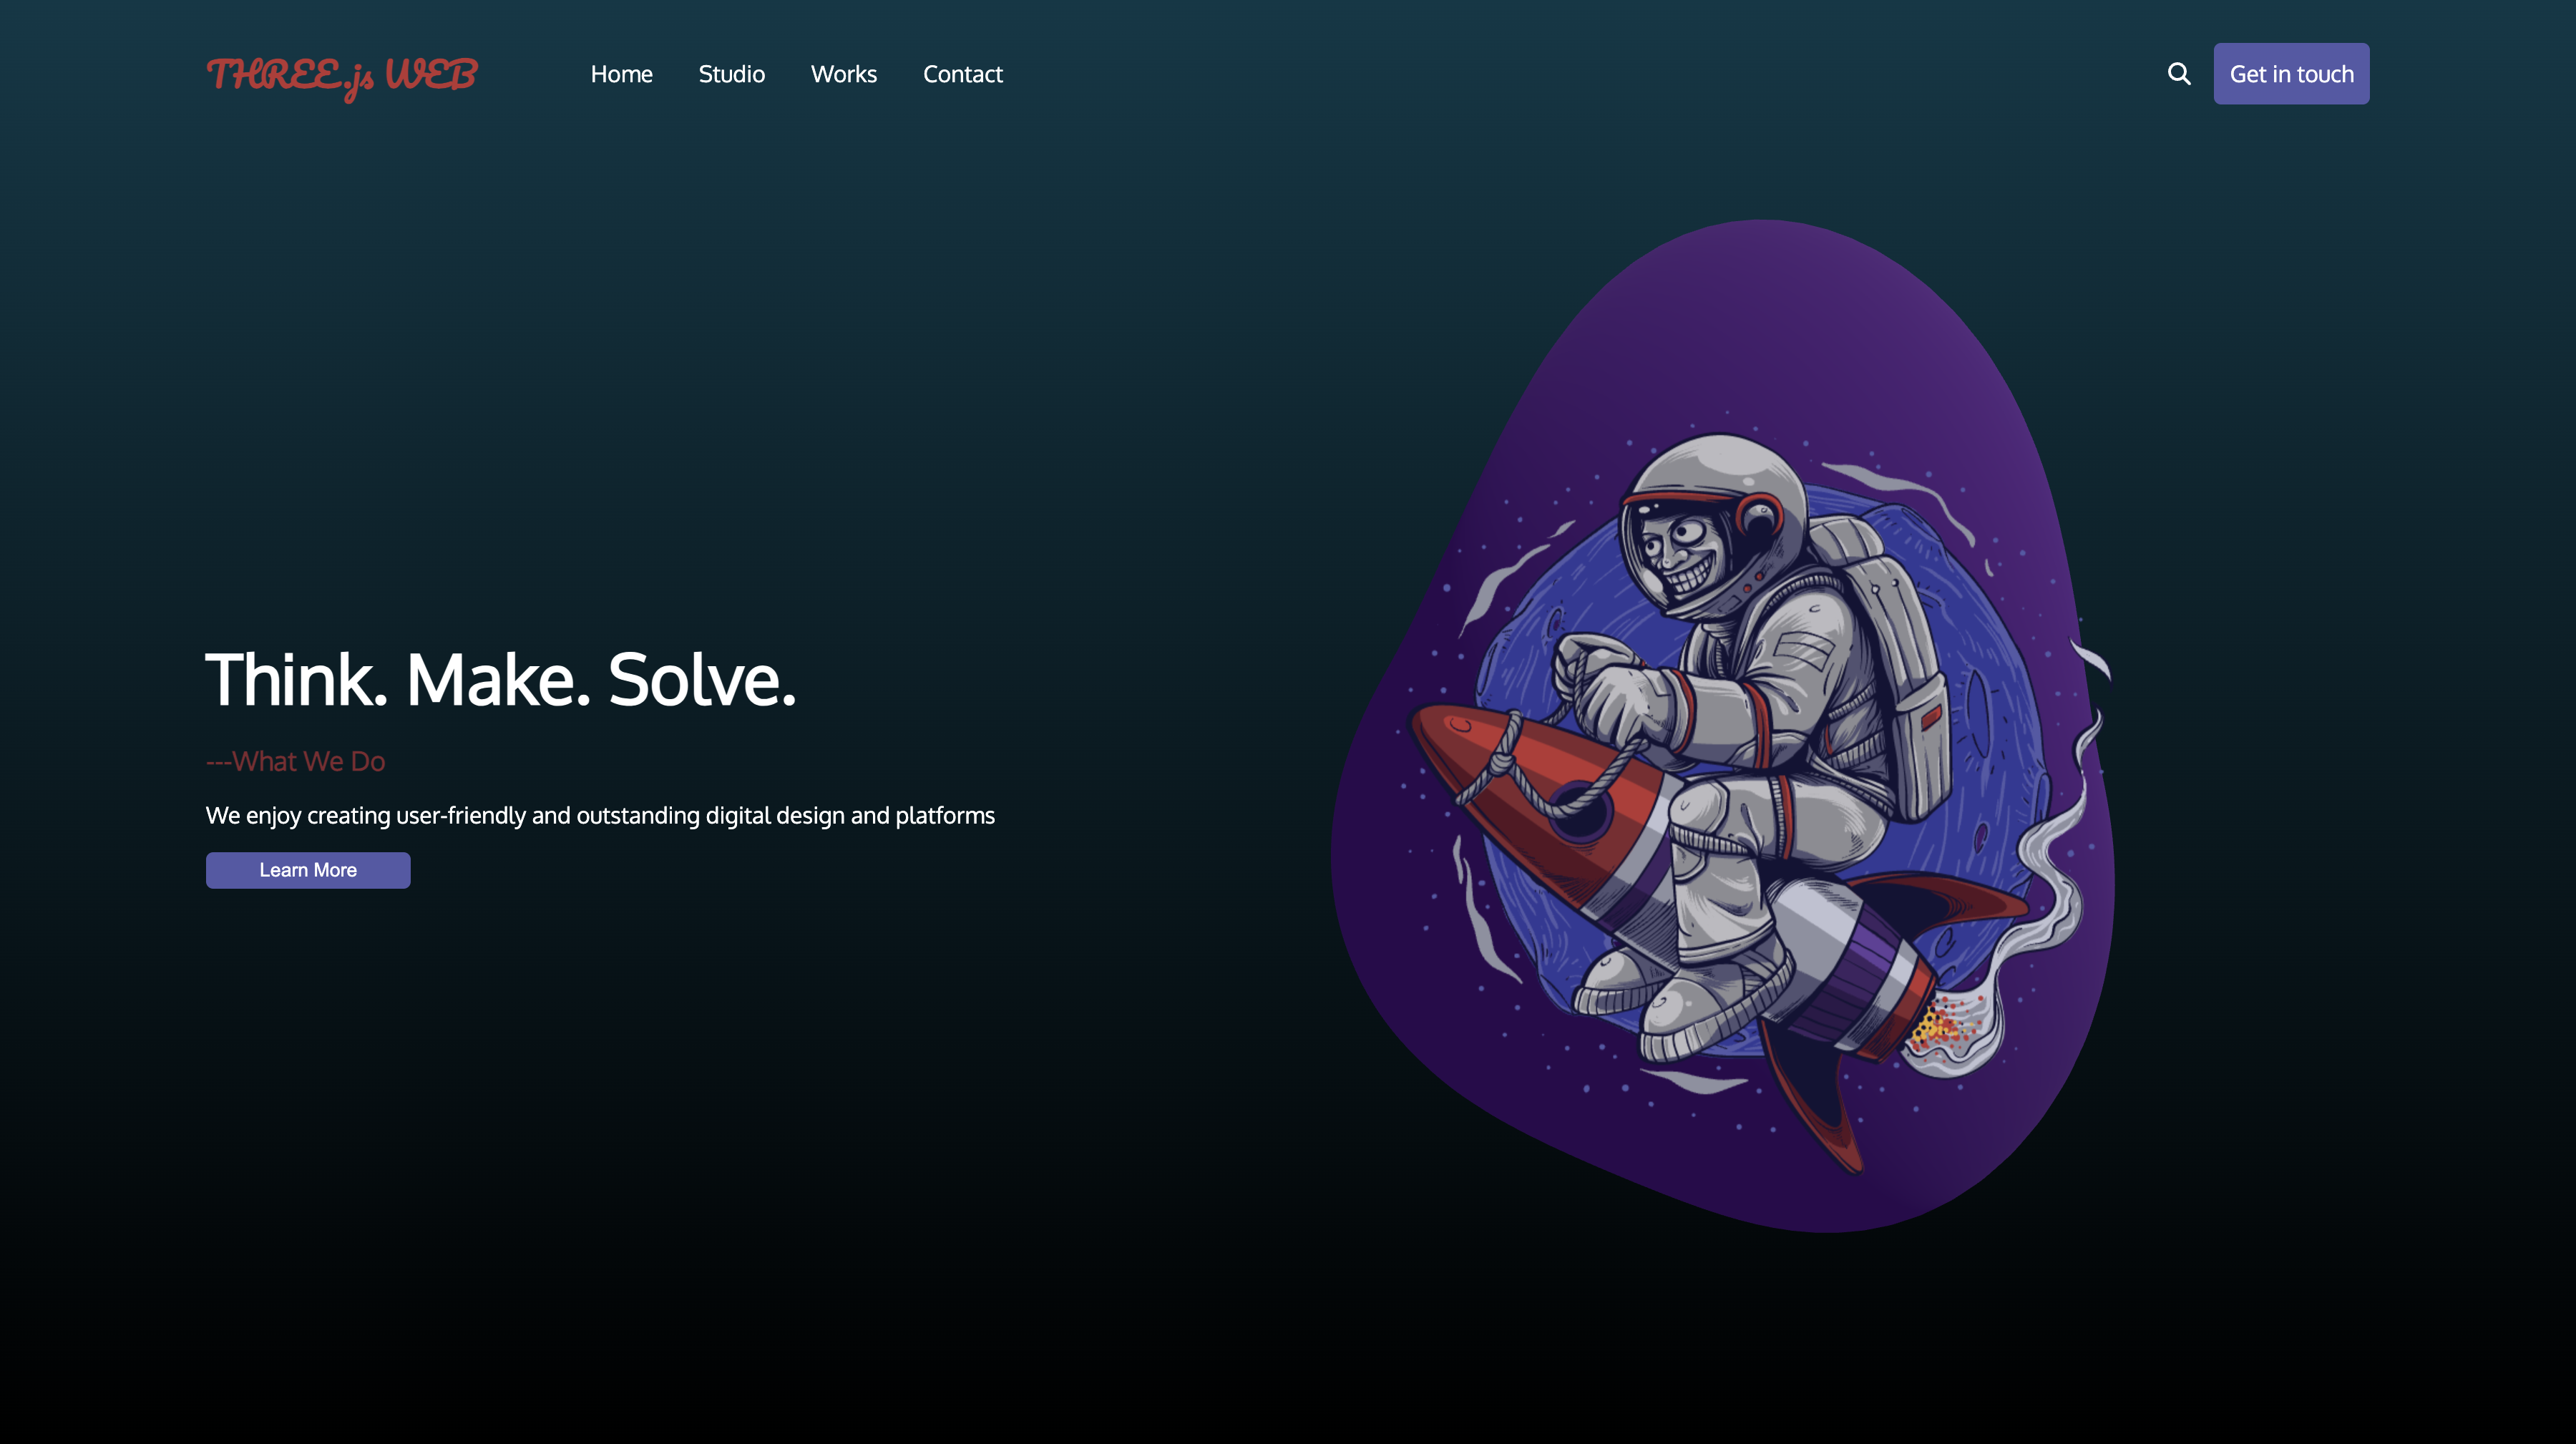 THREE.js WEB
Home Studio Works Contact
Get in touch
Think. Make. Solve.
---What We Do
We enjoy creating user-friendly and outstanding digital design and platforms
Learn More